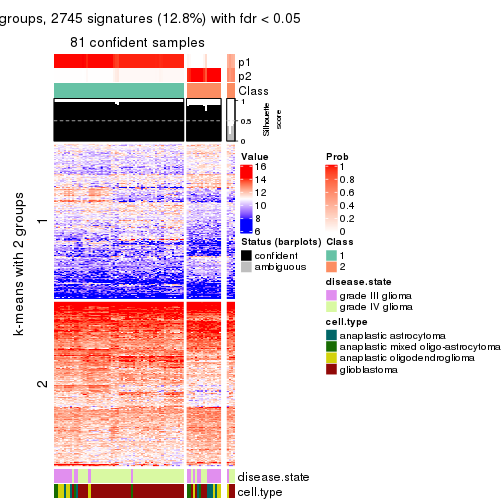 groups, 2745 signatures (12.8%) with fdr < 0.05
81 confident samples
p1
p2
Class
1
0.5
0
Silhouette
score
k-means with 2 groups
1
2
Value
16
14
12
10
8
6
Prob
1
0.8
0.6
0.4
0.2
0
Status (barplots)
confident
ambiguous
Class
1
2
disease.state
grade III glioma
grade IV glioma
cell.type
anaplastic astrocytoma
anaplastic mixed oligo-astrocytoma
anaplastic oligodendroglioma
glioblastoma
disease.state
cell.type